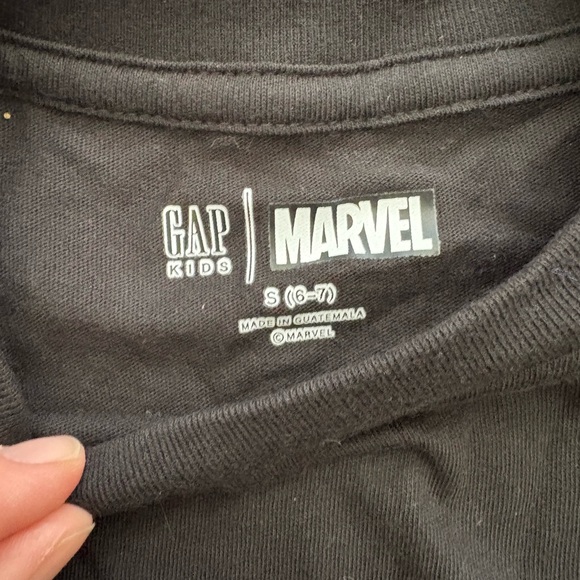 GAP KIDS | MARVEL
S (6-7)
MADE IN GUATEMALA
©MARVEL